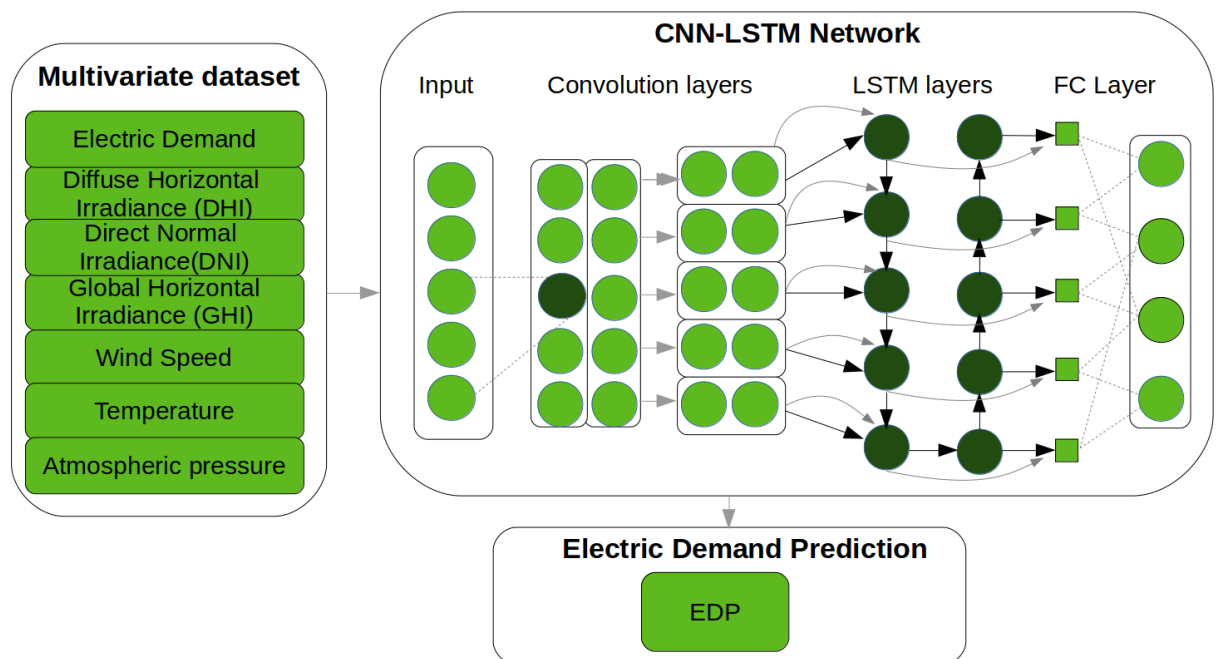 Multivariate dataset
Electric Demand
Diffuse Horizontal
Irradiance (DHI)
Direct Normal
Irradiance(DNI)
Global Horizontal
Irradiance (GHI)
Wind Speed
Temperature
Atmospheric pressure
CNN-LSTM Network
Input
Convolution layers
LSTM layers
FC Layer
Electric Demand Prediction
EDP